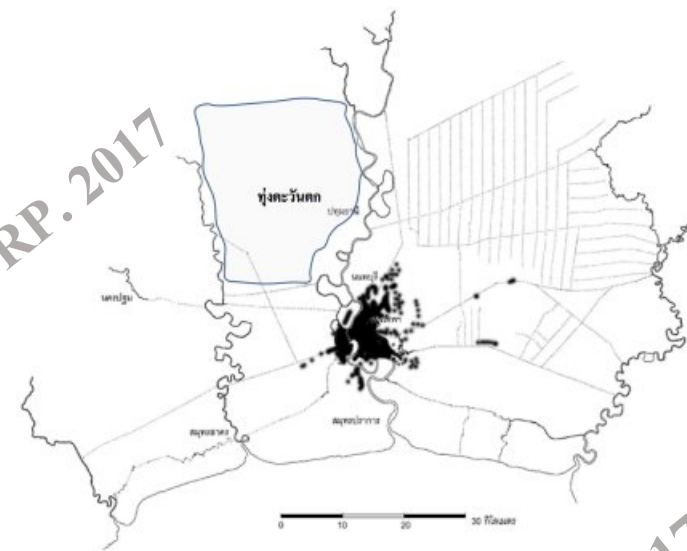 RP. 2017
ทุ่งตะวันตก
ปทุมธานี
นนทบุรี
นครปฐม
สมุทรสาคร
สมุทรปราการ
0 10 20 30 กิโลเมตร
17